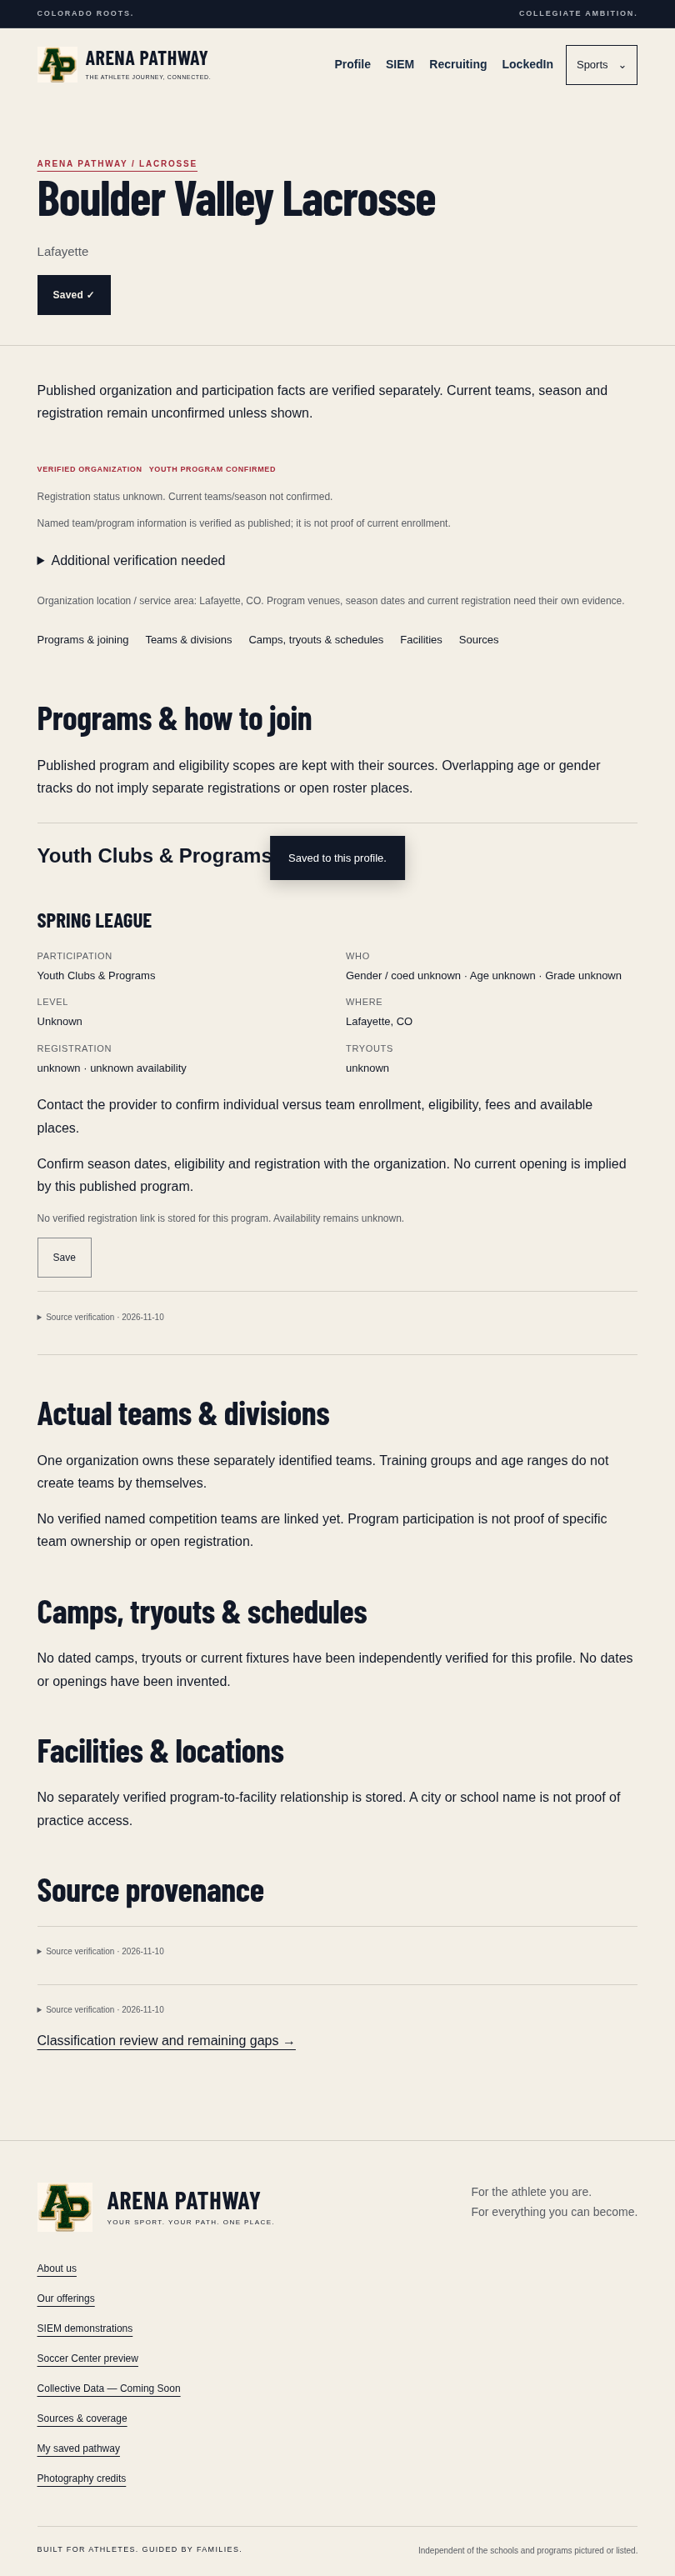 COLORADO ROOTS.
COLLEGIATE AMBITION.
AP
ARENA PATHWAY
THE ATHLETE JOURNEY, CONNECTED.
Profile
SIEM
Recruiting
LockedIn
Sports ⌄
ARENA PATHWAY / LACROSSE
Boulder Valley Lacrosse
Lafayette
Saved ✓
Published organization and participation facts are verified separately. Current teams, season and
registration remain unconfirmed unless shown.
VERIFIED ORGANIZATION YOUTH PROGRAM CONFIRMED
Registration status unknown. Current teams/season not confirmed.
Named team/program information is verified as published; it is not proof of current enrollment.
▶ Additional verification needed
Organization location / service area: Lafayette, CO. Program venues, season dates and current registration need their own evidence.
Programs & joining
Teams & divisions
Camps, tryouts & schedules
Facilities
Sources
Programs & how to join
Published program and eligibility scopes are kept with their sources. Overlapping age or gender
tracks do not imply separate registrations or open roster places.
Youth Clubs & Programs
Saved to this profile.
SPRING LEAGUE
PARTICIPATION
Youth Clubs & Programs
WHO
Gender / coed unknown · Age unknown · Grade unknown
LEVEL
Unknown
WHERE
Lafayette, CO
REGISTRATION
unknown · unknown availability
TRYOUTS
unknown
Contact the provider to confirm individual versus team enrollment, eligibility, fees and available
places.
Confirm season dates, eligibility and registration with the organization. No current opening is implied
by this published program.
No verified registration link is stored for this program. Availability remains unknown.
Save
▶ Source verification · 2026-11-10
Actual teams & divisions
One organization owns these separately identified teams. Training groups and age ranges do not
create teams by themselves.
No verified named competition teams are linked yet. Program participation is not proof of specific
team ownership or open registration.
Camps, tryouts & schedules
No dated camps, tryouts or current fixtures have been independently verified for this profile. No dates
or openings have been invented.
Facilities & locations
No separately verified program-to-facility relationship is stored. A city or school name is not proof of
practice access.
Source provenance
▶ Source verification · 2026-11-10
▶ Source verification · 2026-11-10
Classification review and remaining gaps →
AP
ARENA PATHWAY
YOUR SPORT. YOUR PATH. ONE PLACE.
For the athlete you are.
For everything you can become.
About us
Our offerings
SIEM demonstrations
Soccer Center preview
Collective Data — Coming Soon
Sources & coverage
My saved pathway
Photography credits
BUILT FOR ATHLETES. GUIDED BY FAMILIES.
Independent of the schools and programs pictured or listed.